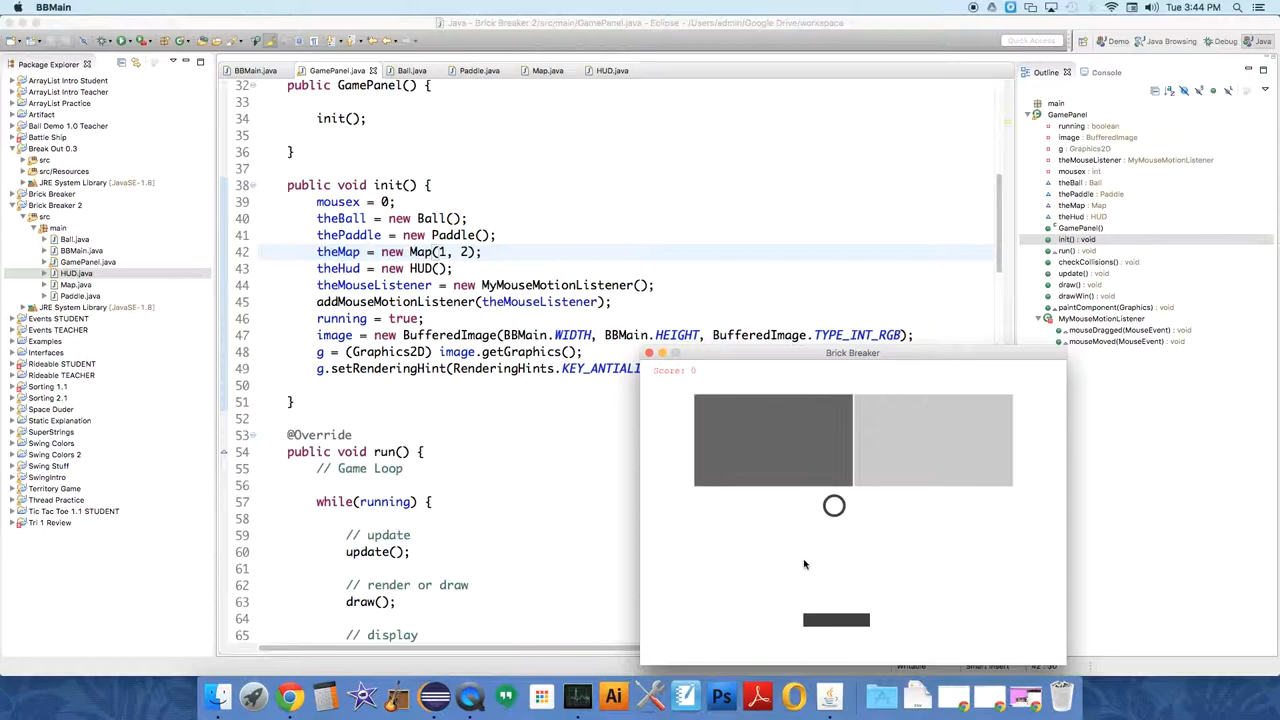 BBMain
Tue 3:44 PM
Java - Brick Breaker 2/src/main/GamePanel.java - Eclipse - /Users/admin/Google Drive/workspace
Quick Access
Demo
Java Browsing
Debug
Java
Package Explorer
ArrayList Intro Student
ArrayList Intro Teacher
ArrayList Practice
Artifact
Ball Demo 1.0 Teacher
Battle Ship
Break Out 0.3
src
src/Resources
JRE System Library [JavaSE-1.8]
Brick Breaker
Brick Breaker 2
src
main
Ball.java
BBMain.java
GamePanel.java
HUD.java
Map.java
Paddle.java
JRE System Library [JavaSE-1.8]
Events STUDENT
Events TEACHER
Examples
Interfaces
Rideable STUDENT
Rideable TEACHER
Sorting 1.1
Sorting 2.1
Space Duder
Static Explanation
SuperStrings
Swing Colors
Swing Colors 2
Swing Stuff
SwingIntro
Territory Game
Thread Practice
Tic Tac Toe 1.1 STUDENT
Tri 1 Review
BBMain.java
GamePanel.java
Ball.java
Paddle.java
Map.java
HUD.java
32 public GamePanel() {
33
34 init();
35
36 }
37
38 public void init() {
39 mousex = 0;
40 theBall = new Ball();
41 thePaddle = new Paddle();
42 theMap = new Map(1, 2);
43 theHud = new HUD();
44 theMouseListener = new MyMouseMotionListener();
45 addMouseMotionListener(theMouseListener);
46 running = true;
47 image = new BufferedImage(BBMain.WIDTH, BBMain.HEIGHT, BufferedImage.TYPE_INT_RGB);
48 g = (Graphics2D) image.getGraphics();
49 g.setRenderingHint(RenderingHints.KEY_ANTIALI
50
51 }
52
53 @Override
54 public void run() {
55 // Game Loop
56
57 while(running) {
58
59 // update
60 update();
61
62 // render or draw
63 draw();
64
65 // display
Brick Breaker
Score: 0
Outline
Console
main
GamePanel
running : boolean
image : BufferedImage
g : Graphics2D
theMouseListener : MyMouseMotionListener
mousex : int
theBall : Ball
thePaddle : Paddle
theMap : Map
theHud : HUD
GamePanel()
init() : void
run() : void
checkCollisions() : void
update() : void
draw() : void
drawWin() : void
paintComponent(Graphics) : void
MyMouseMotionListener
mouseDragged(MouseEvent) : void
mouseMoved(MouseEvent) : void
Ai
Ps